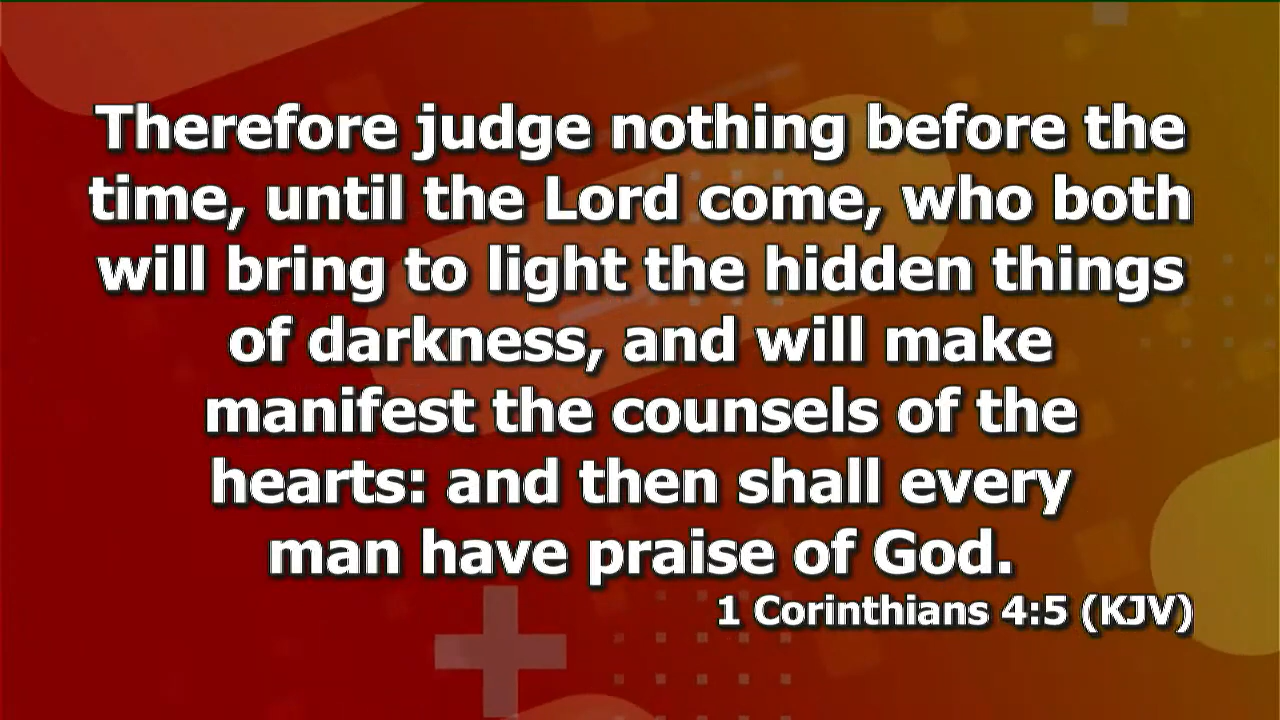 Therefore judge nothing before the
time, until the Lord come, who both
will bring to light the hidden things
of darkness, and will make
manifest the counsels of the
hearts: and then shall every
man have praise of God.
1 Corinthians 4:5 (KJV)